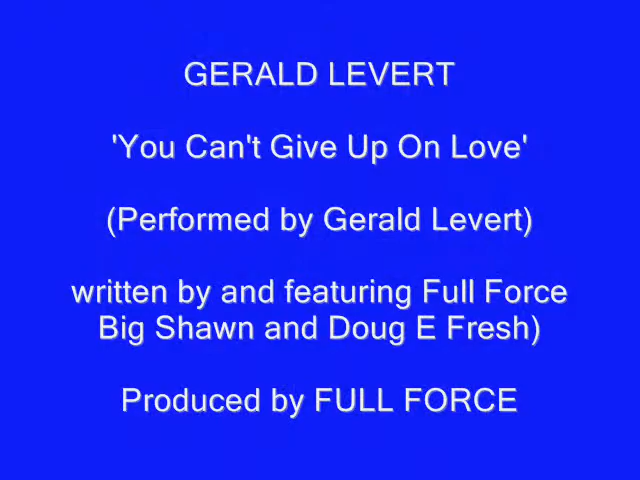 GERALD LEVERT
'You Can't Give Up On Love'
(Performed by Gerald Levert)
written by and featuring Full Force
Big Shawn and Doug E Fresh)
Produced by FULL FORCE